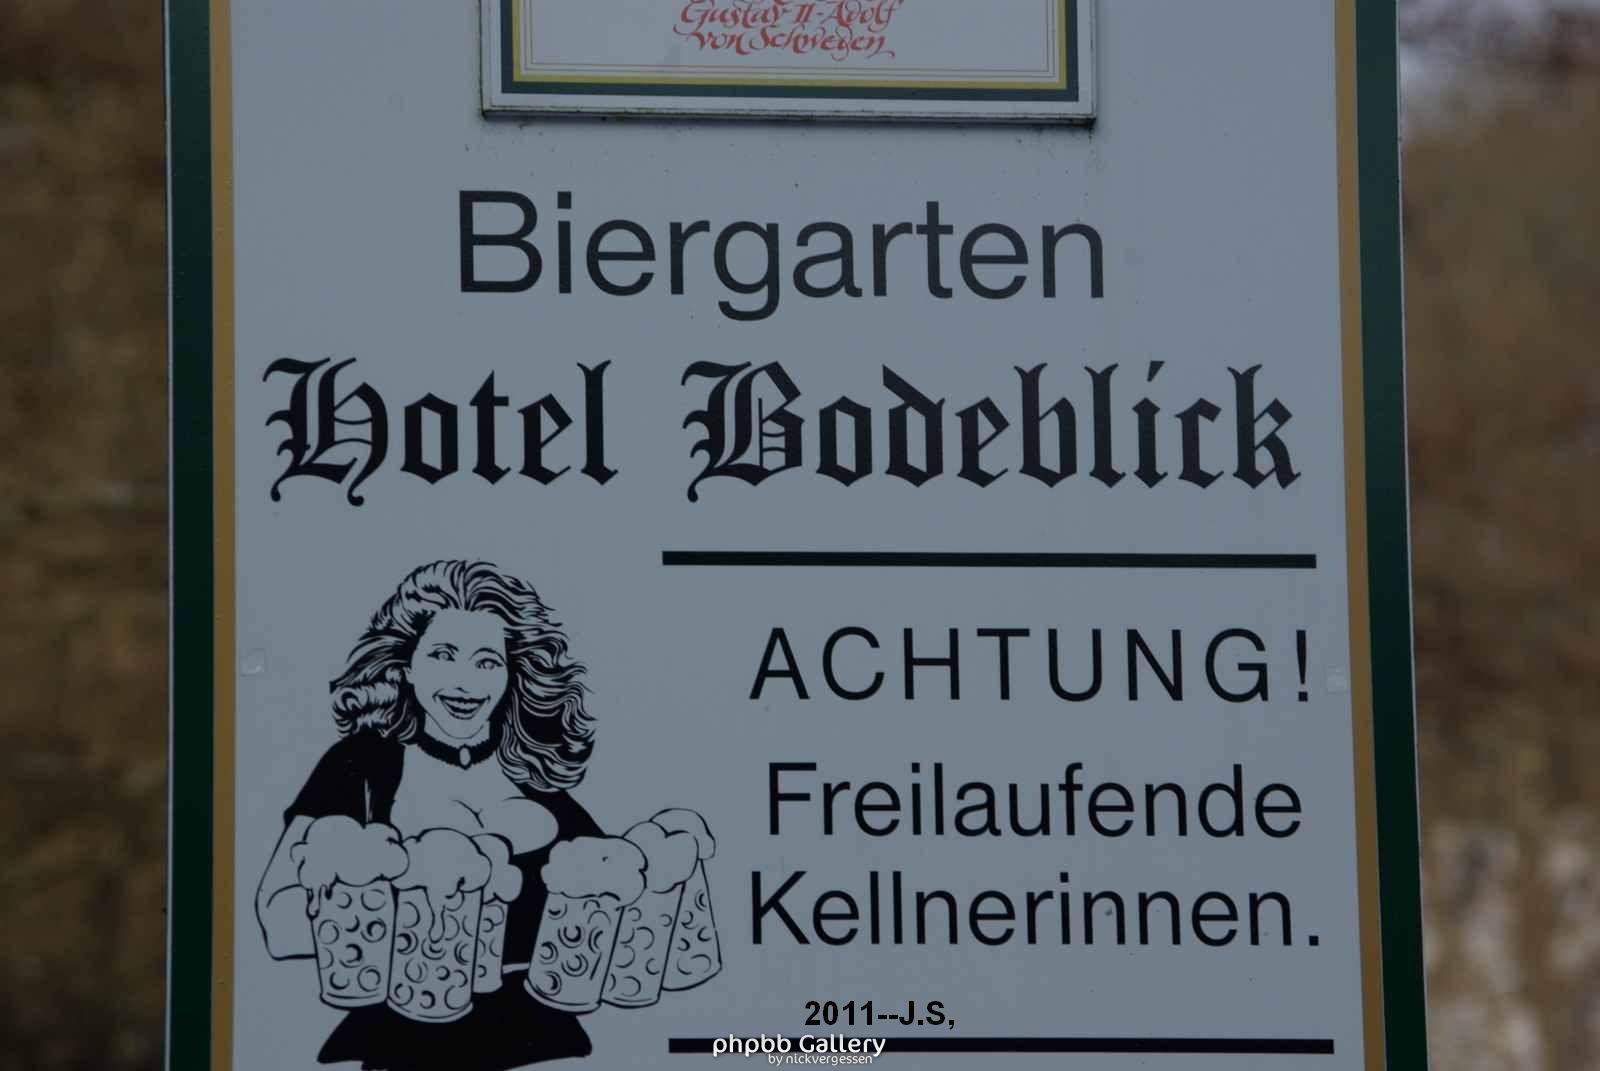 Gustav II-Adolf
von Schweden
Biergarten
Hotel Bodeblick
ACHTUNG!
Freilaufende
Kellnerinnen.
2011--J.S,
phpbb Gallery
by nickvergessen